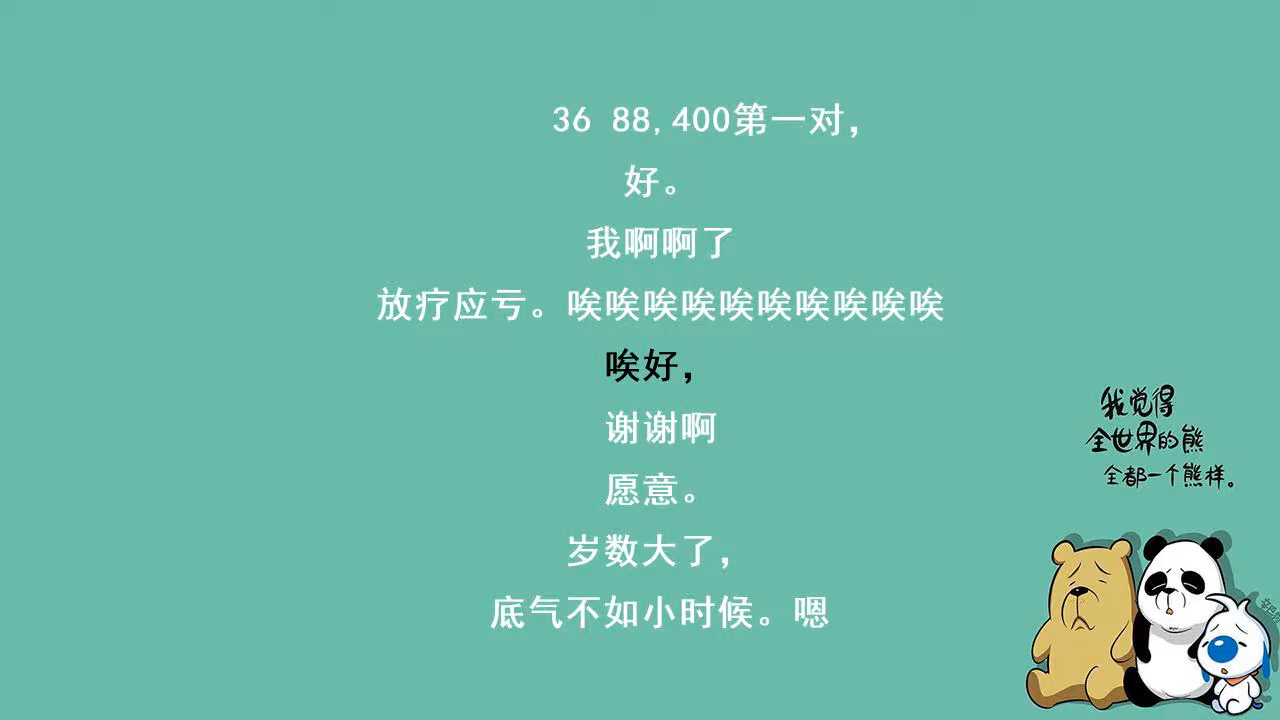 36 88,400第一对，
好。
我啊啊了
放疗应亏。唉唉唉唉唉唉唉唉唉唉
唉好，
谢谢啊
愿意。
岁数大了，
底气不如小时候。嗯
我觉得
全世界的熊
全都一个熊样。